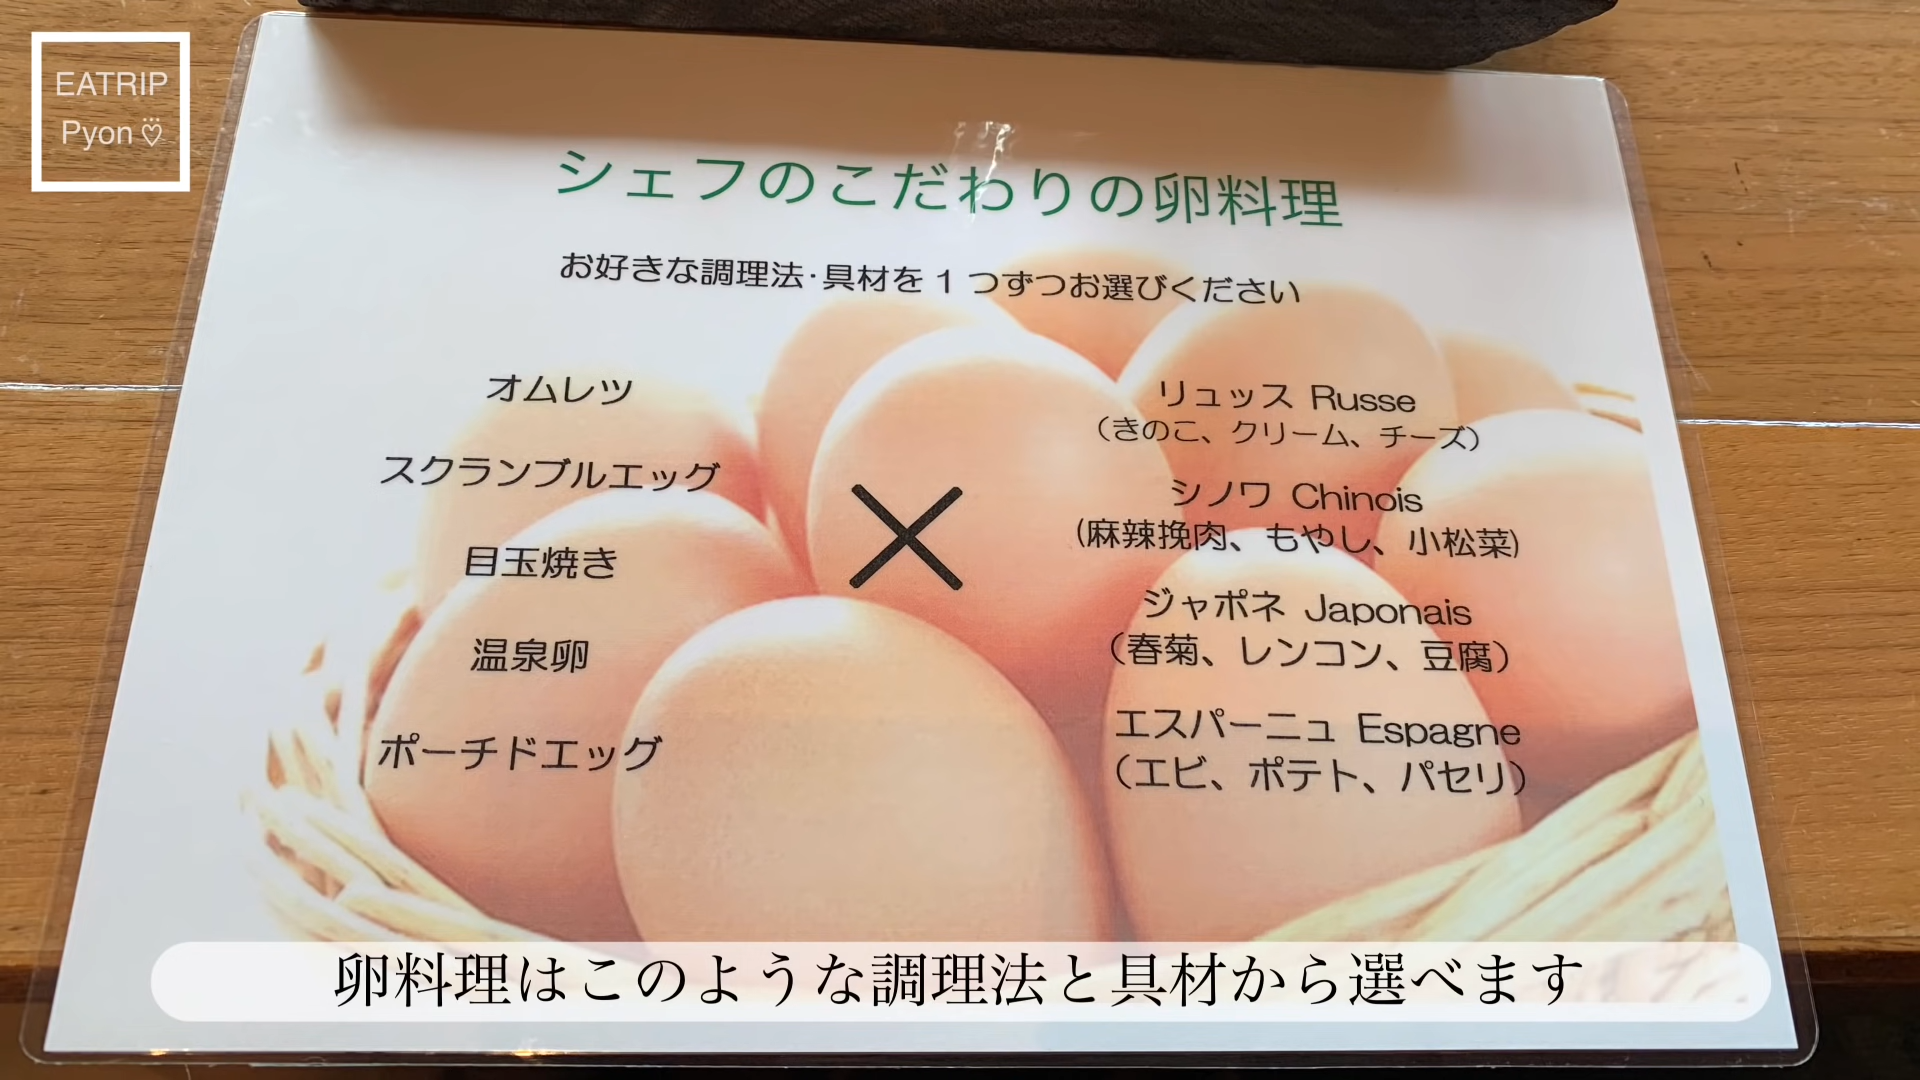 EATRIP
Pyon
シェフのこだわりの卵料理
お好きな調理法･具材を 1 つずつお選びください
オムレツ
スクランブルエッグ
目玉焼き
温泉卵
ポーチドエッグ
×
リュッス Russe
（きのこ、クリーム、チーズ）
シノワ Chinois
(麻辣挽肉、もやし、小松菜)
ジャポネ Japonais
（春菊、レンコン、豆腐）
エスパーニュ Espagne
（エビ、ポテト、パセリ）
卵料理はこのような調理法と具材から選べます